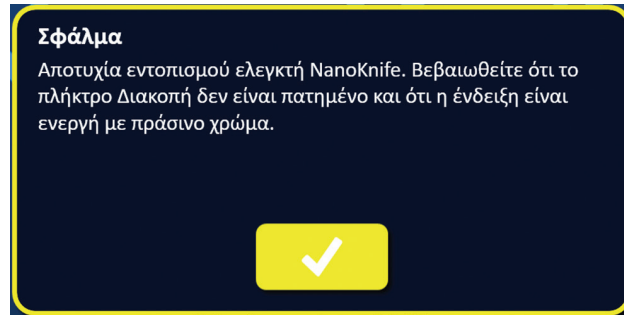 Σφάλμα
Αποτυχία εντοπισμού ελεγκτή NanoKnife. Βεβαιωθείτε ότι το
πλήκτρο Διακοπή δεν είναι πατημένο και ότι η ένδειξη είναι
ενεργή με πράσινο χρώμα.